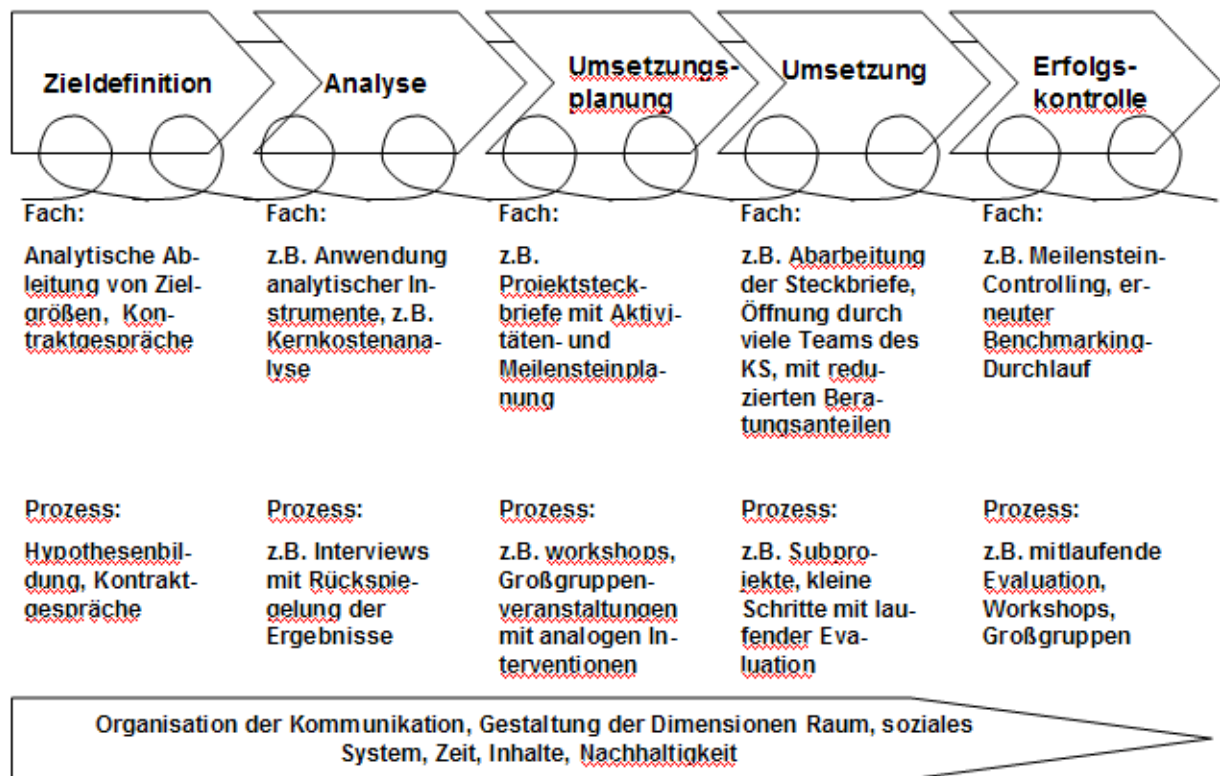 Zieldefinition
Analyse
Umsetzungs-
planung
Umsetzung
Erfolgs-
kontrolle
Fach:
Analytische Ab-
leitung von Ziel-
größen, Kon-
traktgespräche
Fach:
z.B. Anwendung
analytischer In-
strumente, z.B.
Kernkostenana-
lyse
Fach:
z.B.
Projektsteck-
briefe mit Aktivi-
täten- und
Meilensteinpla-
nung
Fach:
z.B. Abarbeitung
der Steckbriefe,
Öffnung durch
viele Teams des
KS, mit redu-
zierten Bera-
tungsanteilen
Fach:
z.B. Meilenstein-
Controlling, er-
neuter
Benchmarking-
Durchlauf
Prozess:
Hypothesenbil-
dung, Kontrakt-
gespräche
Prozess:
z.B. Interviews
mit Rückspie-
gelung der
Ergebnisse
Prozess:
z.B. workshops,
Großgruppen-
veranstaltungen
mit analogen In-
terventionen
Prozess:
z.B. Subpro-
jekte, kleine
Schritte mit lau-
fender Eva-
luation
Prozess:
z.B. mitlaufende
Evaluation,
Workshops,
Großgruppen
Organisation der Kommunikation, Gestaltung der Dimensionen Raum, soziales
System, Zeit, Inhalte, Nachhaltigkeit